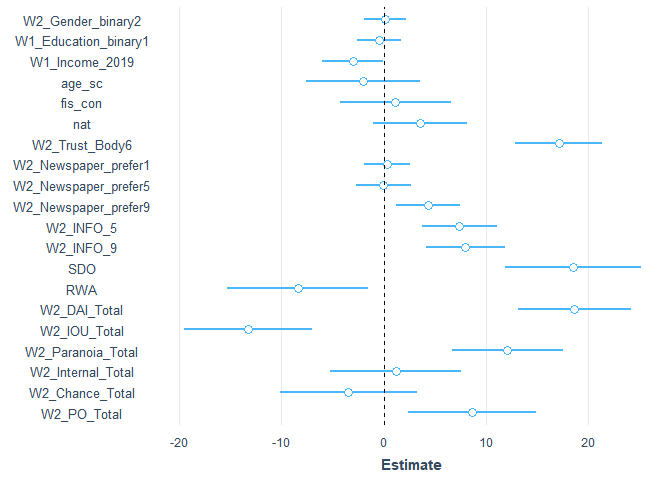 W2_Gender_binary2
W1_Education_binary1
W1_Income_2019
age_sc
fis_con
nat
W2_Trust_Body6
W2_Newspaper_prefer1
W2_Newspaper_prefer5
W2_Newspaper_prefer9
W2_INFO_5
W2_INFO_9
SDO
RWA
W2_DAI_Total
W2_IOU_Total
W2_Paranoia_Total
W2_Internal_Total
W2_Chance_Total
W2_PO_Total
-20 -10 0 10 20
Estimate